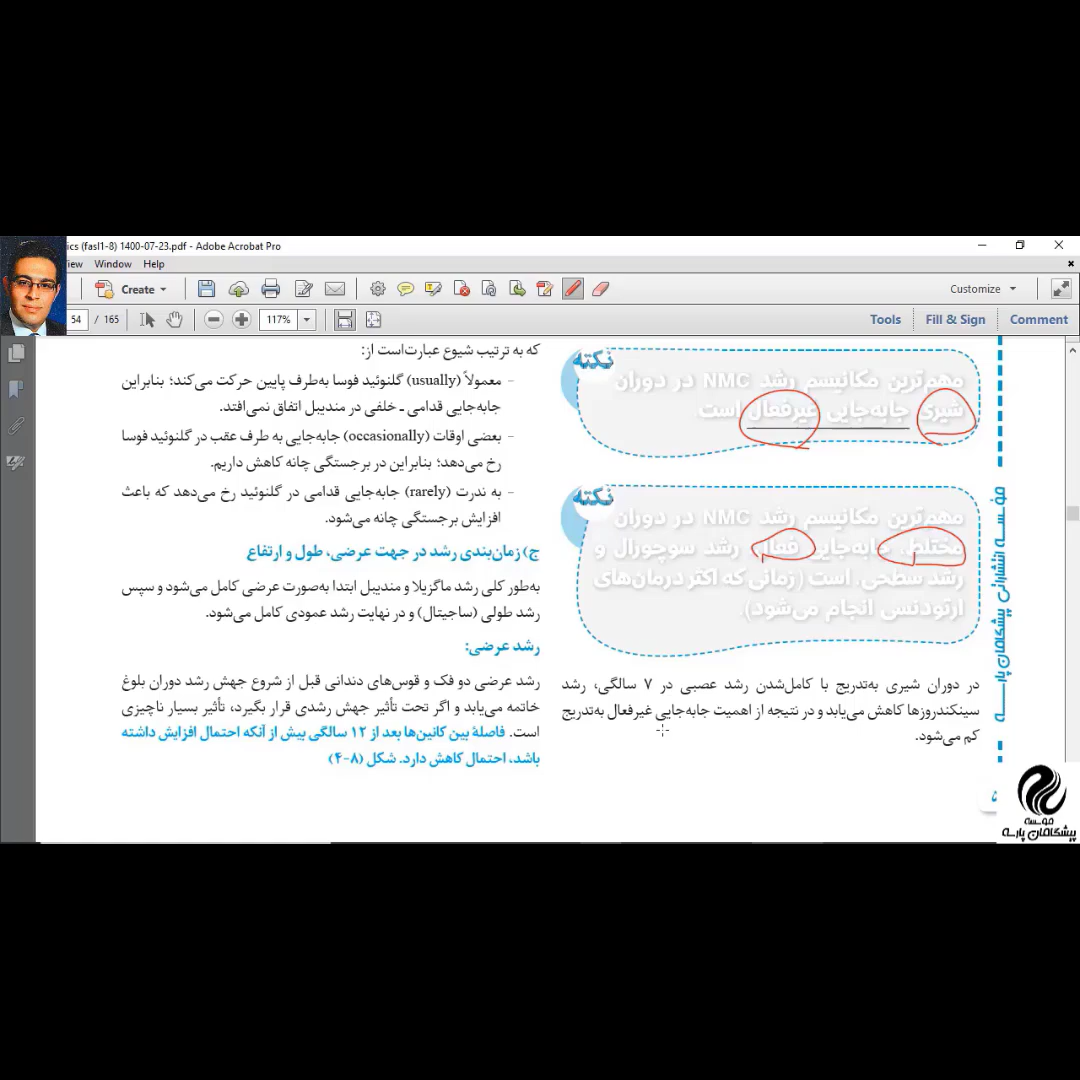 ics (fasl1-8) 1400-07-23.pdf - Adobe Acrobat Pro
iew Window Help
Create
Customize
54 / 165
117%
Tools Fill & Sign Comment
نکته
مهم‌ترین مکانیسم رشد NMC در دوران
شیری جابه‌جایی غیرفعال است
نکته
مهم‌ترین مکانیسم رشد NMC در دوران
مختلط، جابه‌جایی فعال رشد سوچورال و
رشد سطحی است (زمانی که اکثر درمان‌های
ارتودنسی انجام می‌شود).
در دوران شیری به‌تدریج با کامل‌شدن رشد عصبی در ۷ سالگی، رشد
سینکندروزها کاهش می‌یابد و در نتیجه از اهمیت جابه‌جایی غیرفعال به‌تدریج
کم می‌شود.
که به ترتیب شیوع عبارت‌است از:
- معمولاً (usually) گلنوئید فوسا به‌طرف پایین حرکت می‌کند؛ بنابراین
جابه‌جایی قدامی ـ خلفی در مندیبل اتفاق نمی‌افتد.
- بعضی اوقات (occasionally) جابه‌جایی به طرف عقب در گلنوئید فوسا
رخ می‌دهد؛ بنابراین در برجستگی چانه کاهش داریم.
- به ندرت (rarely) جابه‌جایی قدامی در گلنوئید رخ می‌دهد که باعث
افزایش برجستگی چانه می‌شود.
ج) زمان‌بندی رشد در جهت عرضی، طول و ارتفاع
به‌طور کلی رشد ماگزیلا و مندیبل ابتدا به‌صورت عرضی کامل می‌شود و سپس
رشد طولی (ساجیتال) و در نهایت رشد عمودی کامل می‌شود.
رشد عرضی:
رشد عرضی دو فک و قوس‌های دندانی قبل از شروع جهش رشد دوران بلوغ
خاتمه می‌یابد و اگر تحت تأثیر جهش رشدی قرار بگیرد، تأثیر بسیار ناچیزی
است. فاصلهٔ بین کانین‌ها بعد از ۱۲ سالگی بیش از آنکه احتمال افزایش داشته
باشد، احتمال کاهش دارد. شکل (۸-۴)
مؤسسه انتشاراتی پیشگامان پارسه
مؤسسه
پیشگامان پارسه